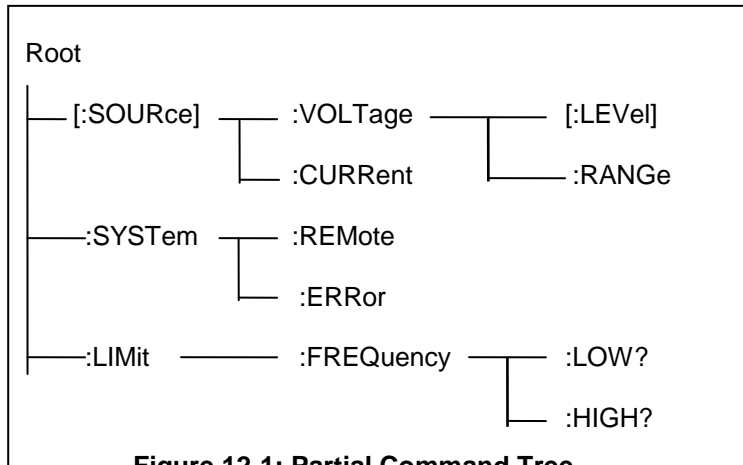 Root
[:SOURce] :VOLTage [:LEVel]
:CURRent :RANGe
:SYSTem :REMote
:ERRor
:LIMit :FREQuency :LOW?
:HIGH?
Figure 12-1: Partial Command Tree